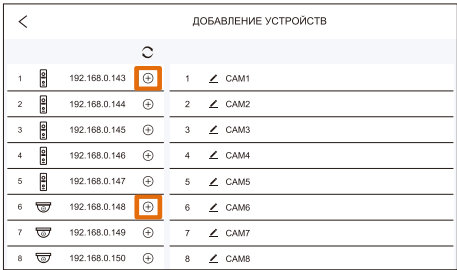 ДОБАВЛЕНИЕ УСТРОЙСТВ
1 192.168.0.143 1 CAM1
2 192.168.0.144 2 CAM2
3 192.168.0.145 3 CAM3
4 192.168.0.146 4 CAM4
5 192.168.0.147 5 CAM5
6 192.168.0.148 6 CAM6
7 192.168.0.149 7 CAM7
8 192.168.0.150 8 CAM8